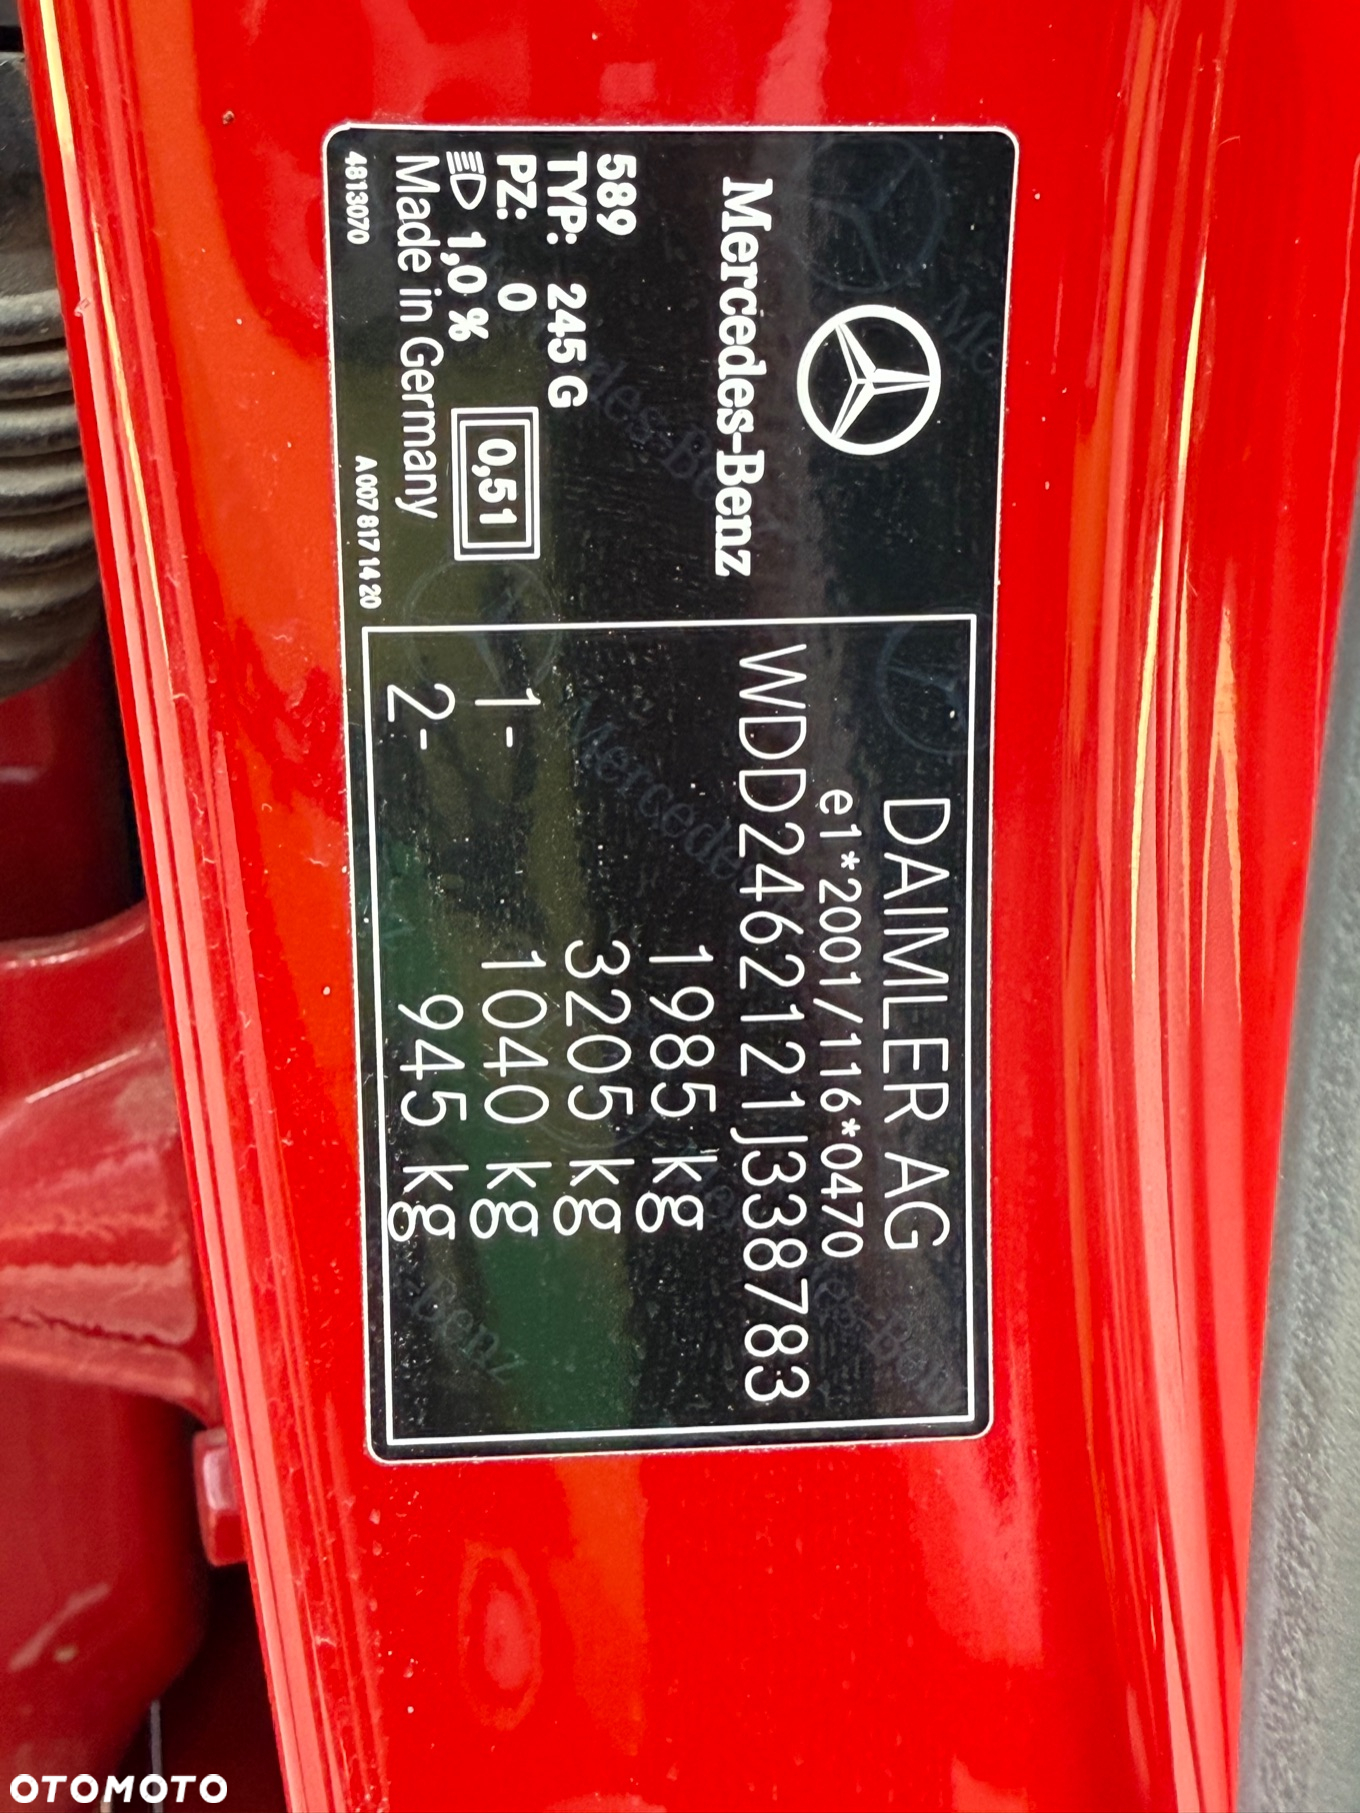 Mercedes-Benz
589
TYP: 245 G
PZ: 0
1,0 %
0,51
Made in Germany
4813070
A 007 817 14 20
DAIMLER AG
e1*2001/116*0470
WDD2462121J338783
1985 kg
3205 kg
1- 1040 kg
2- 945 kg
OTOMOTO